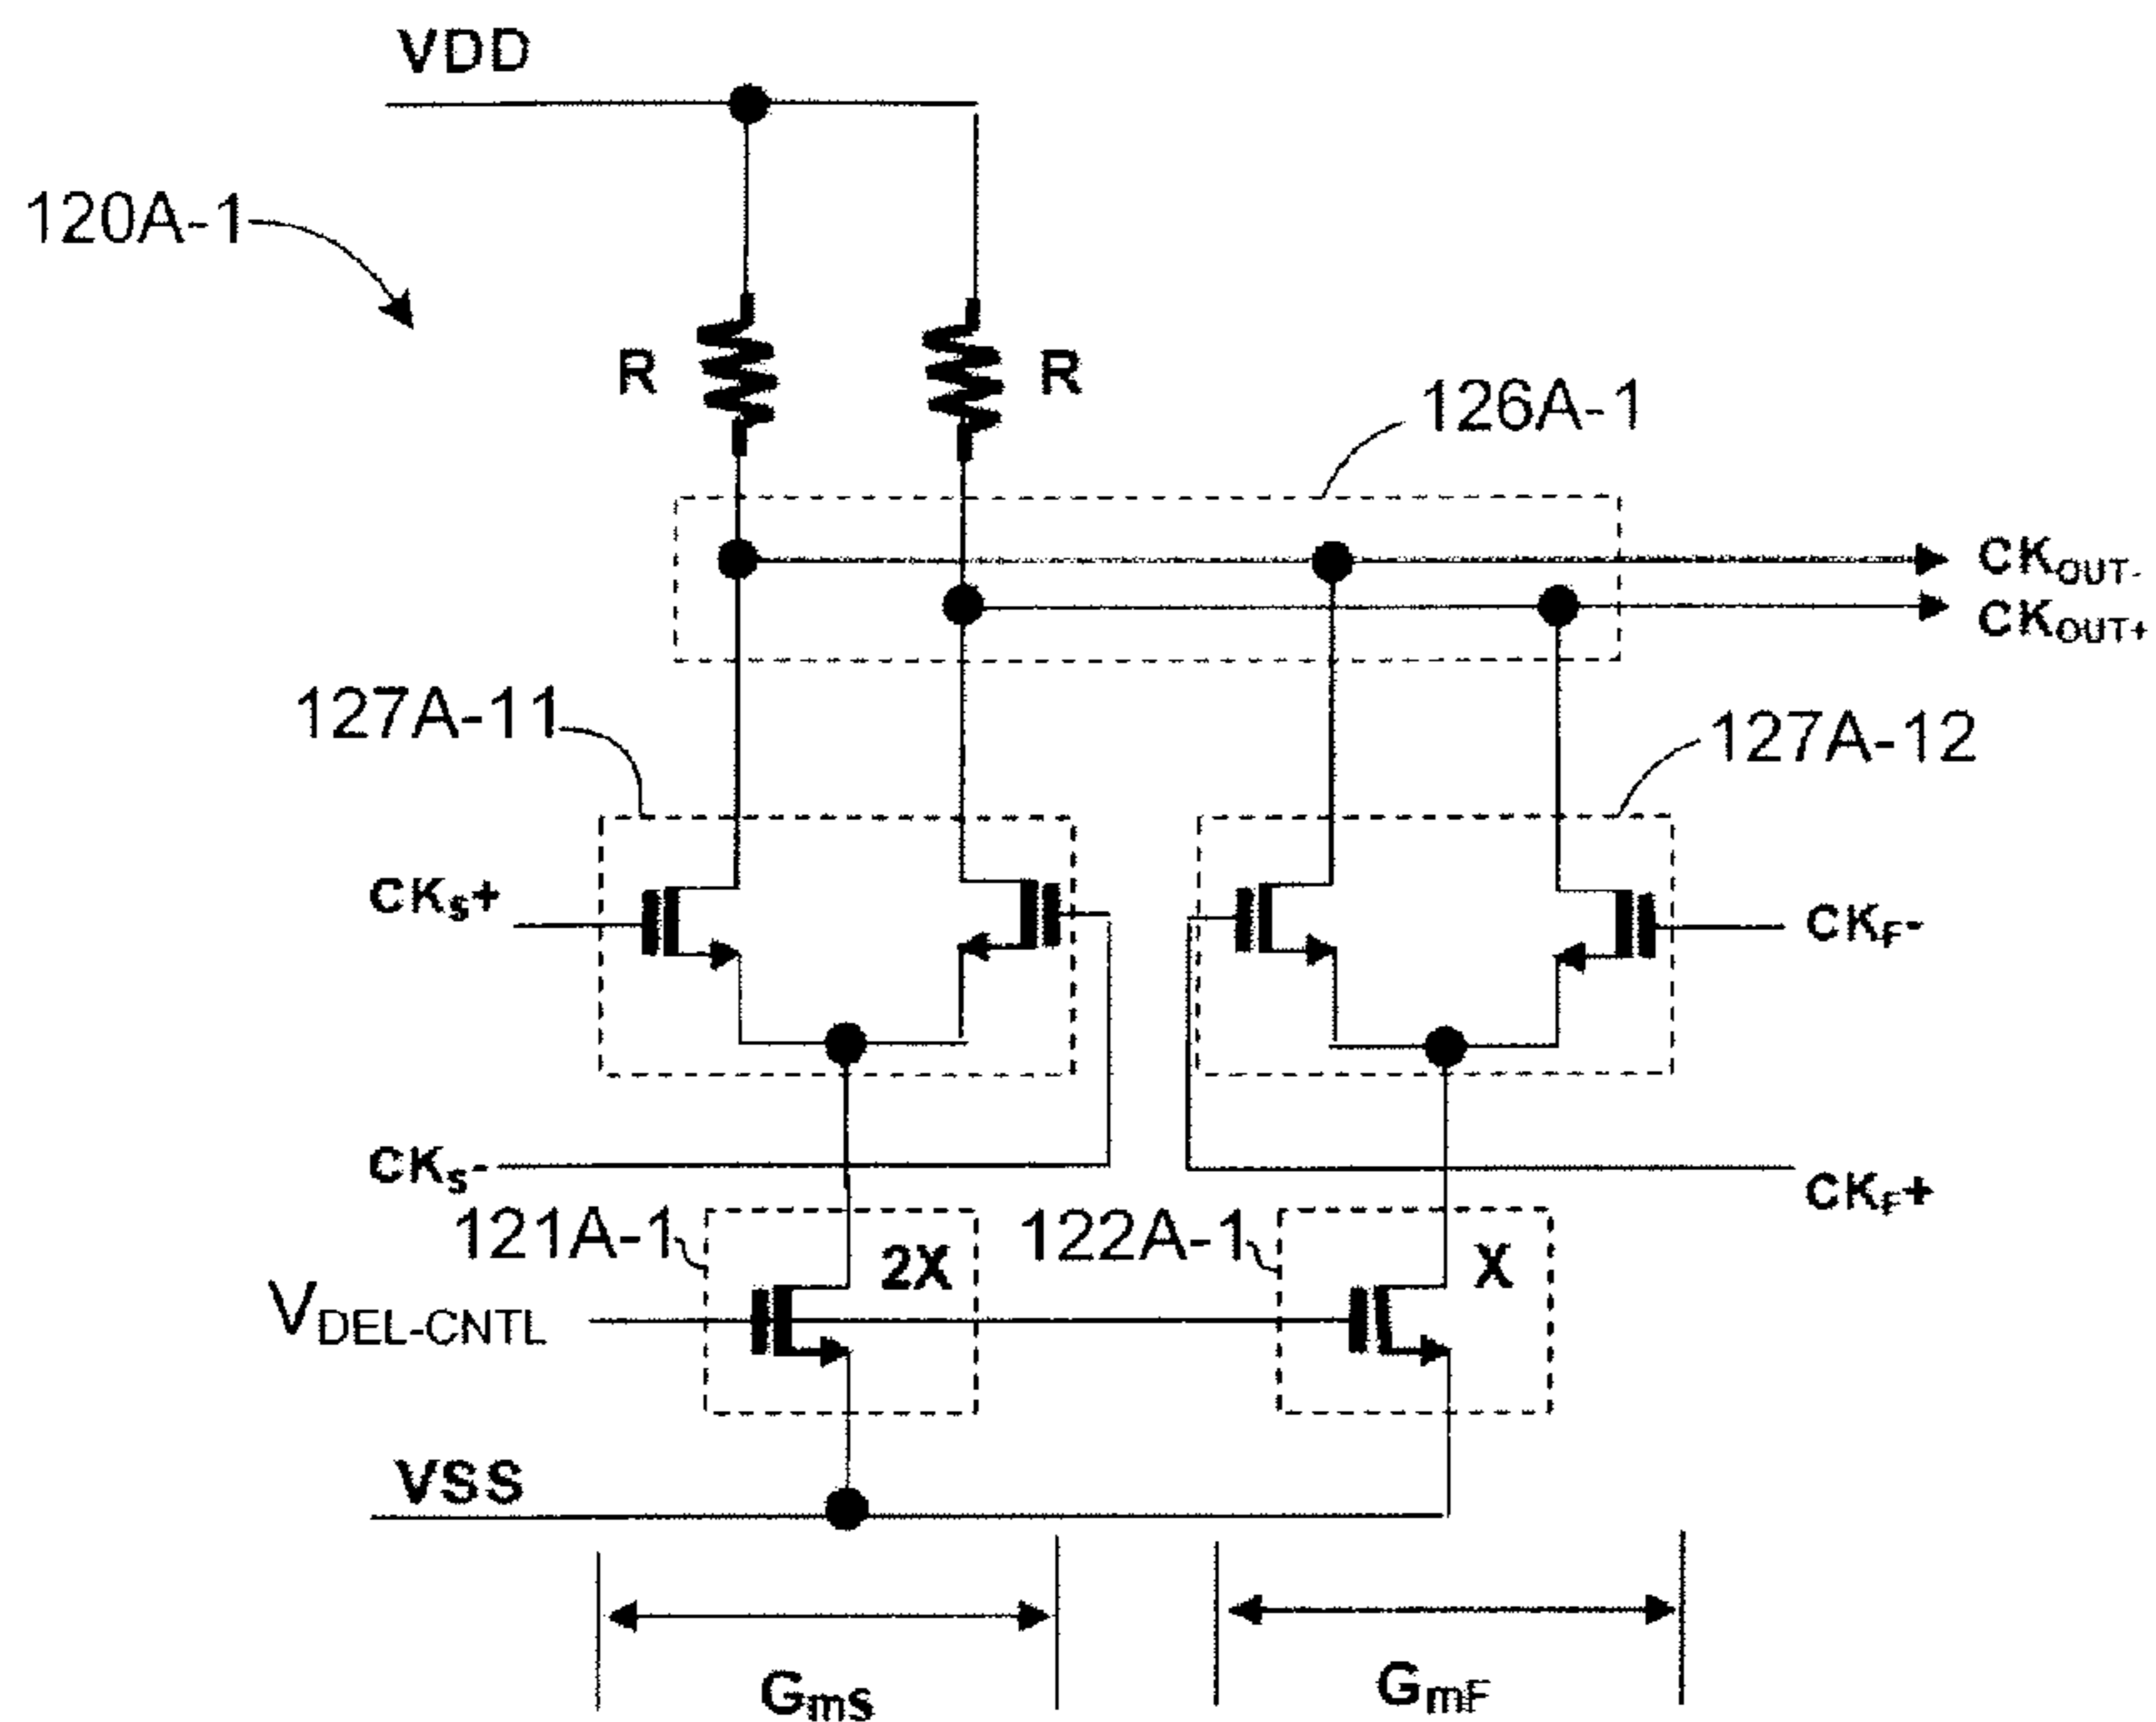 VDD
120A-1
R
R
126A-1
CKOUT-
CKOUT+
127A-11
127A-12
CKS+
CKF-
CKS-
CKF+
121A-1
2X
122A-1
X
VDEL-CNTL
VSS
GmS
GmF